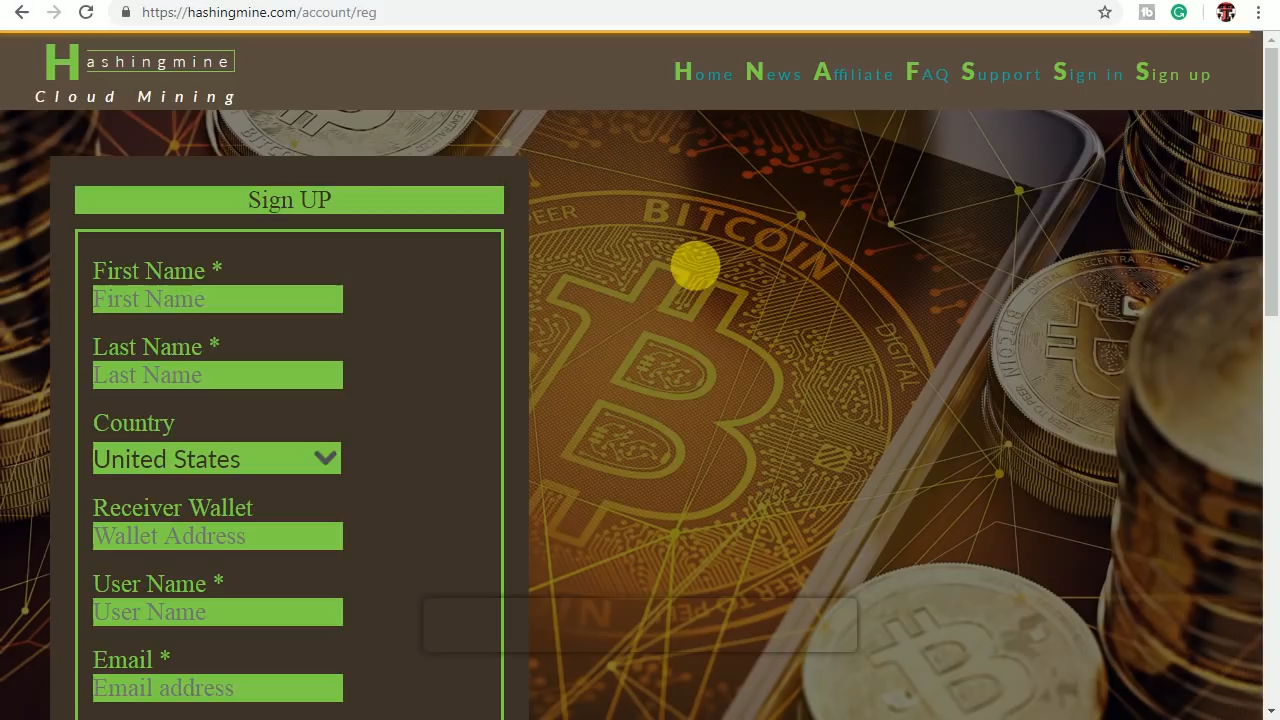 https://hashingmine.com/account/reg
Hashingmine
Cloud Mining
Home News Affiliate FAQ Support Sign in Sign up
Sign UP
First Name *
First Name
Last Name *
Last Name
Country
United States
Receiver Wallet
Wallet Address
User Name *
User Name
Email *
Email address
BITCOIN
DIGITAL
PEER